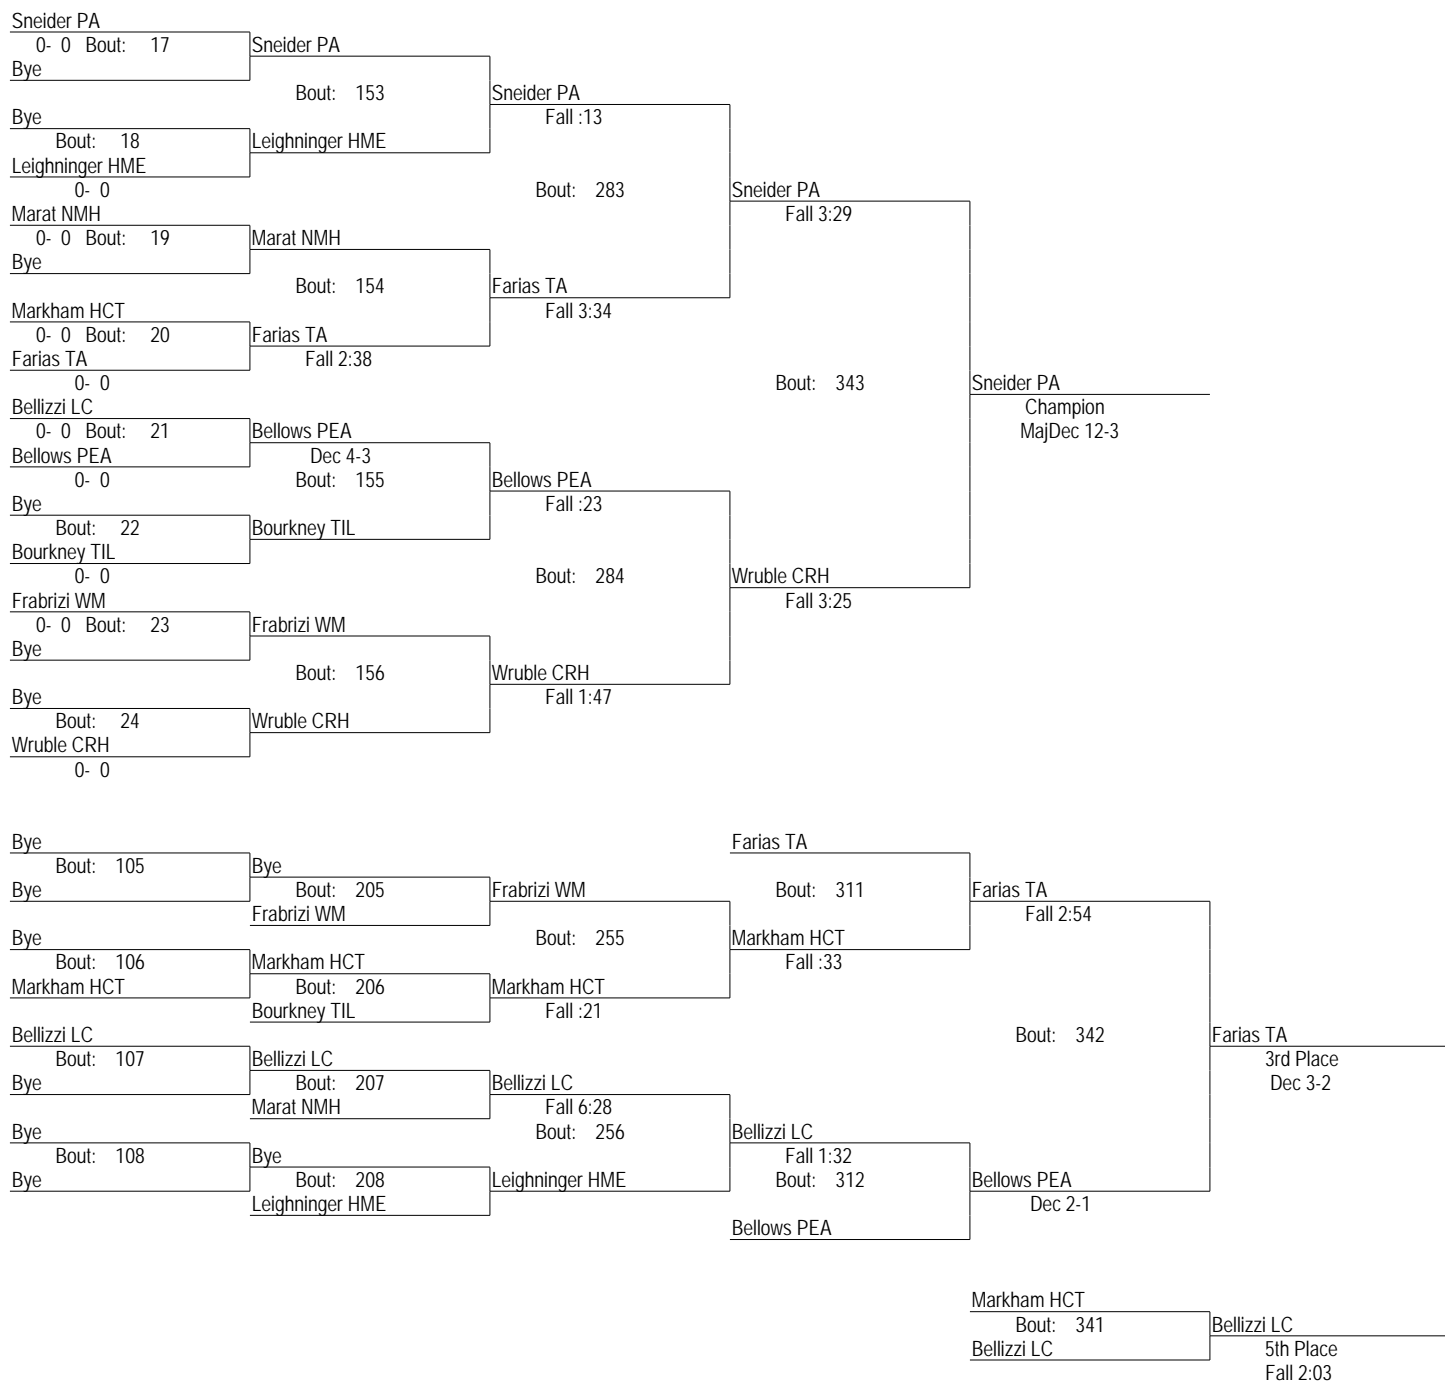 Sneider PA
0- 0 Bout: 17 Sneider PA
Bye
Bout: 153 Sneider PA
Bye Fall :13
Bout: 18 Leighninger HME
Leighninger HME
0- 0 Bout: 283 Sneider PA
Marat NMH Fall 3:29
0- 0 Bout: 19 Marat NMH
Bye
Bout: 154 Farias TA
Markham HCT Fall 3:34
0- 0 Bout: 20 Farias TA
Farias TA Fall 2:38
0- 0 Bout: 343 Sneider PA
Bellizzi LC Champion
0- 0 Bout: 21 Bellows PEA MajDec 12-3
Bellows PEA Dec 4-3
0- 0 Bout: 155 Bellows PEA
Bye Fall :23
Bout: 22 Bourkney TIL
Bourkney TIL
0- 0 Bout: 284 Wruble CRH
Frabrizi WM Fall 3:25
0- 0 Bout: 23 Frabrizi WM
Bye
Bout: 156 Wruble CRH
Bye Fall 1:47
Bout: 24 Wruble CRH
Wruble CRH
0- 0
Bye Farias TA
Bout: 105 Bye
Bye Bout: 205 Frabrizi WM Bout: 311 Farias TA
Frabrizi WM Fall 2:54
Bye Bout: 255 Markham HCT
Bout: 106 Markham HCT Fall :33
Markham HCT Bout: 206 Markham HCT
Bourkney TIL Fall :21
Bellizzi LC Bout: 342 Farias TA
Bout: 107 Bellizzi LC 3rd Place
Bye Bout: 207 Bellizzi LC Dec 3-2
Marat NMH Fall 6:28
Bye Bout: 256 Bellizzi LC
Bout: 108 Bye Fall 1:32
Bye Bout: 208 Leighninger HME Bout: 312 Bellows PEA
Leighninger HME Dec 2-1
Bellows PEA
Markham HCT
Bout: 341 Bellizzi LC
Bellizzi LC 5th Place
Fall 2:03